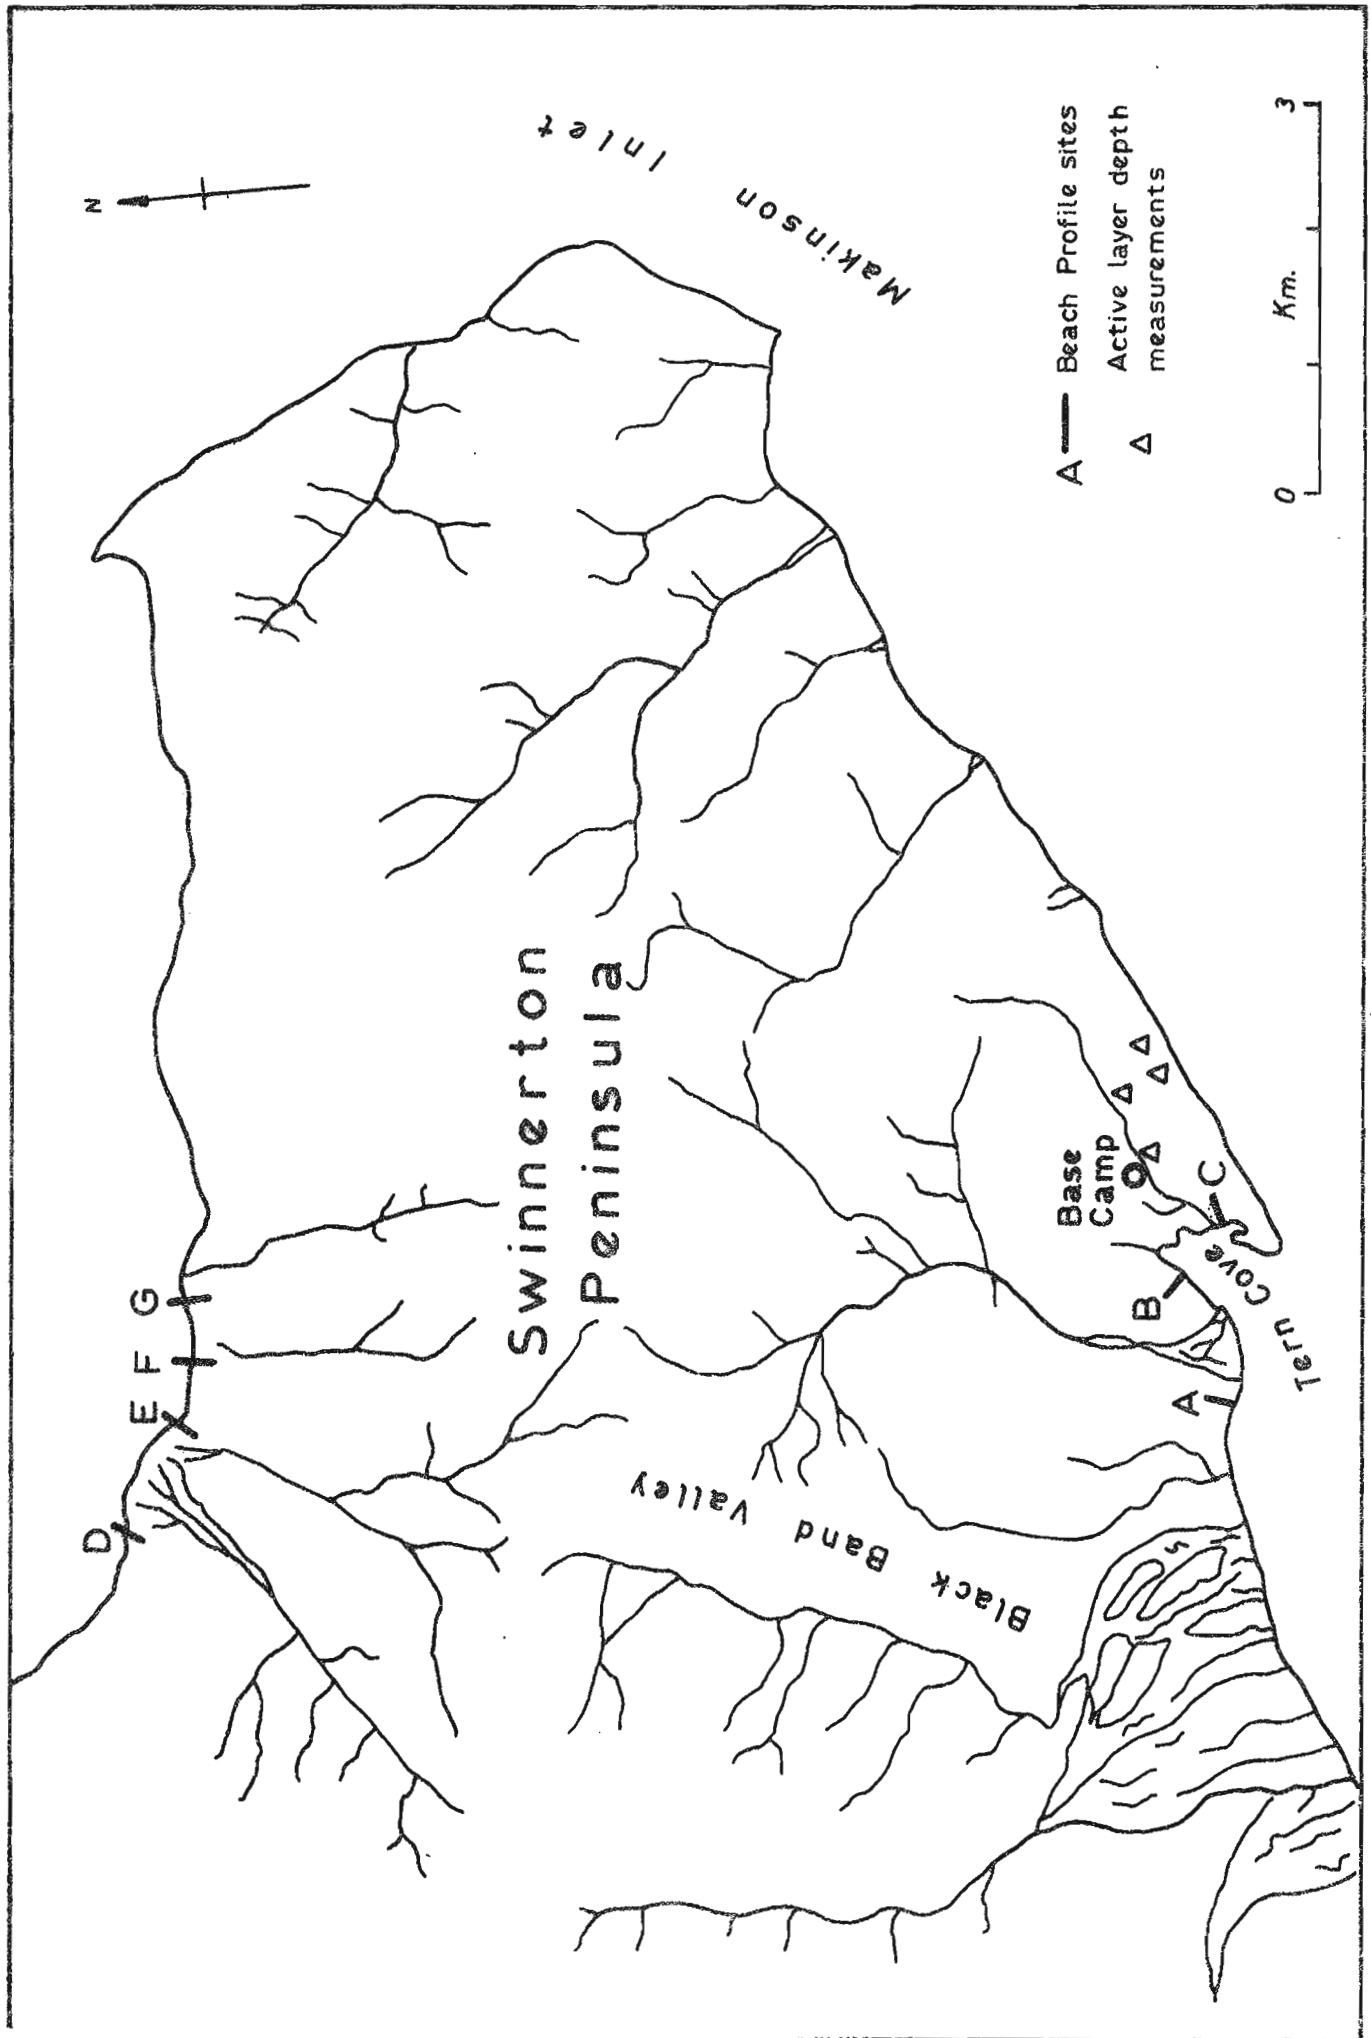 N
Makinson Inlet
A Beach Profile sites
Active layer depth
measurements
0 Km. 3
Swinnerton
Peninsula
Black Band Valley
Base
Camp
Tern Cove
A
B
C
D
E
F
G